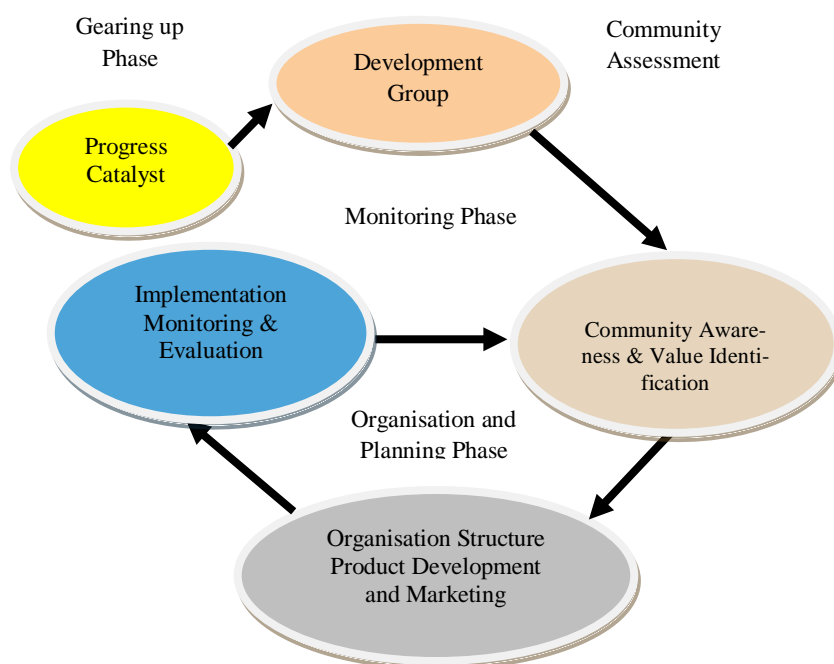 Gearing up
Phase
Development
Group
Community
Assessment
Progress
Catalyst
Monitoring Phase
Implementation
Monitoring &
Evaluation
Community Aware-
ness & Value Identi-
fication
Organisation and
Planning Phase
Organisation Structure
Product Development
and Marketing